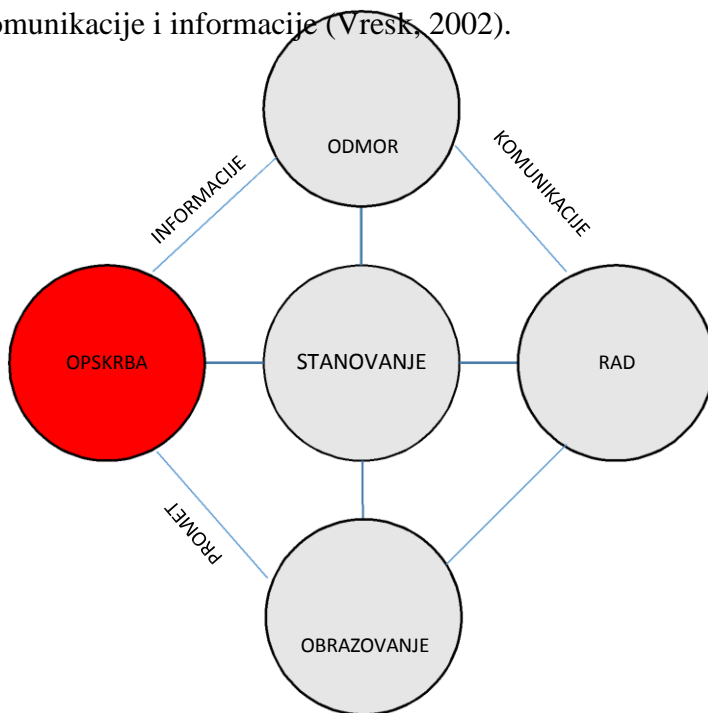 omunikacije i informacije (Vresk, 2002).
ODMOR
INFORMACIJE
KOMUNIKACIJE
OPSKRBA
STANOVANJE
RAD
PROMET
OBRAZOVANJE